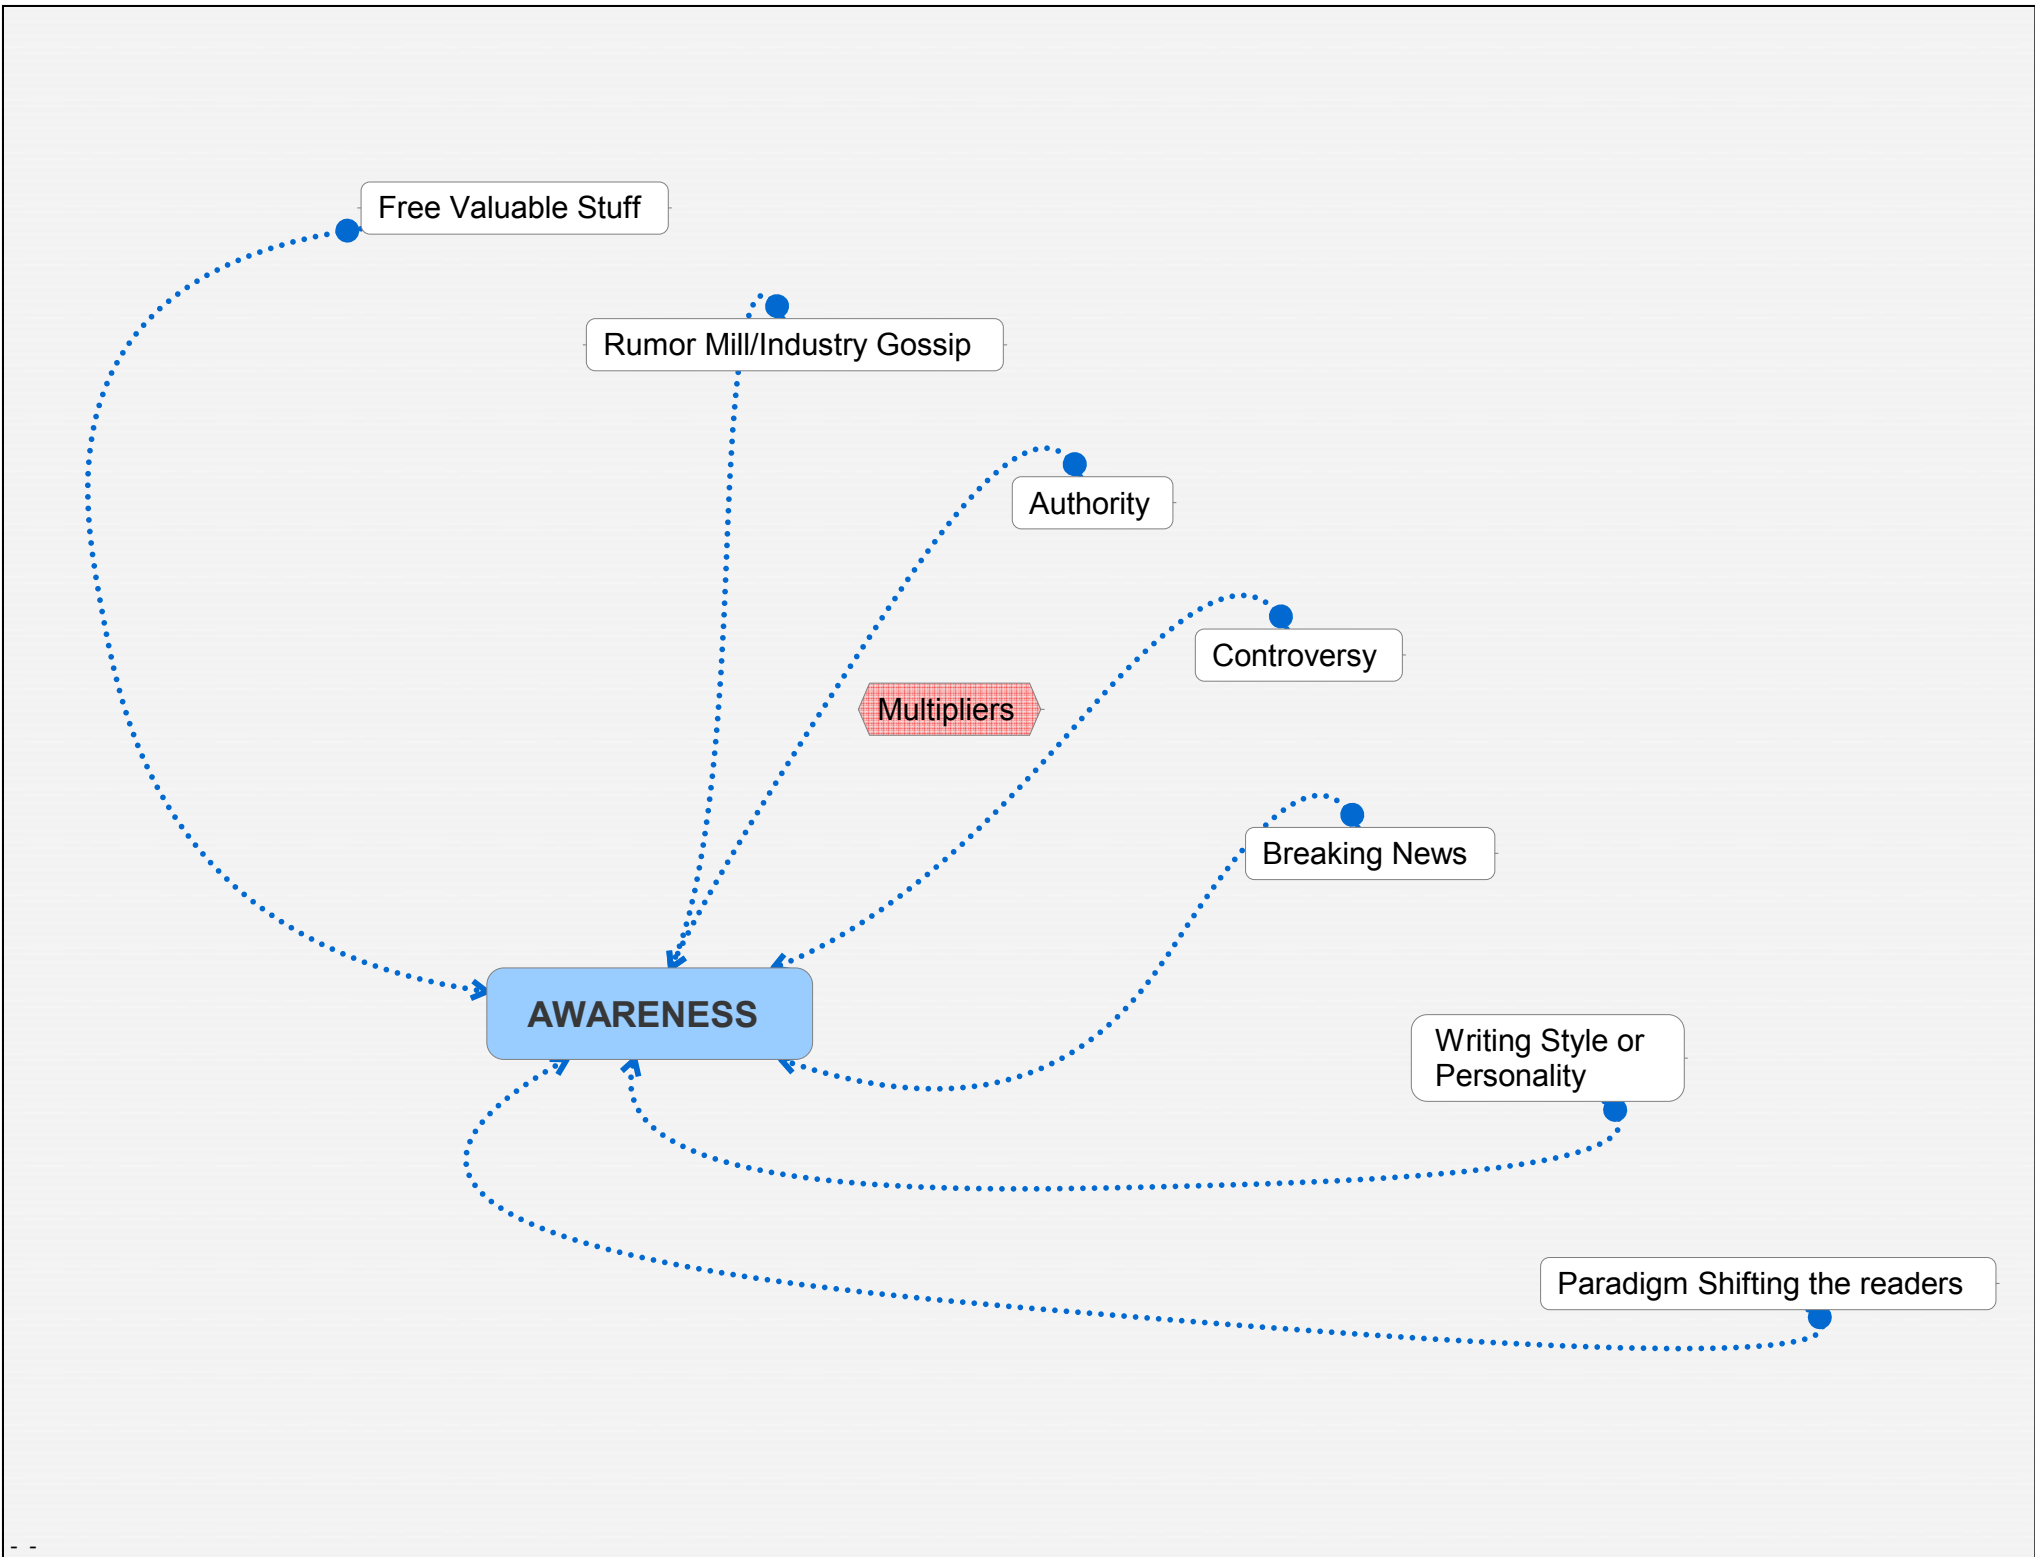 Free Valuable Stuff
Rumor Mill/Industry Gossip
Authority
Controversy
Multipliers
Breaking News
AWARENESS
Writing Style or
Personality
Paradigm Shifting the readers
- -